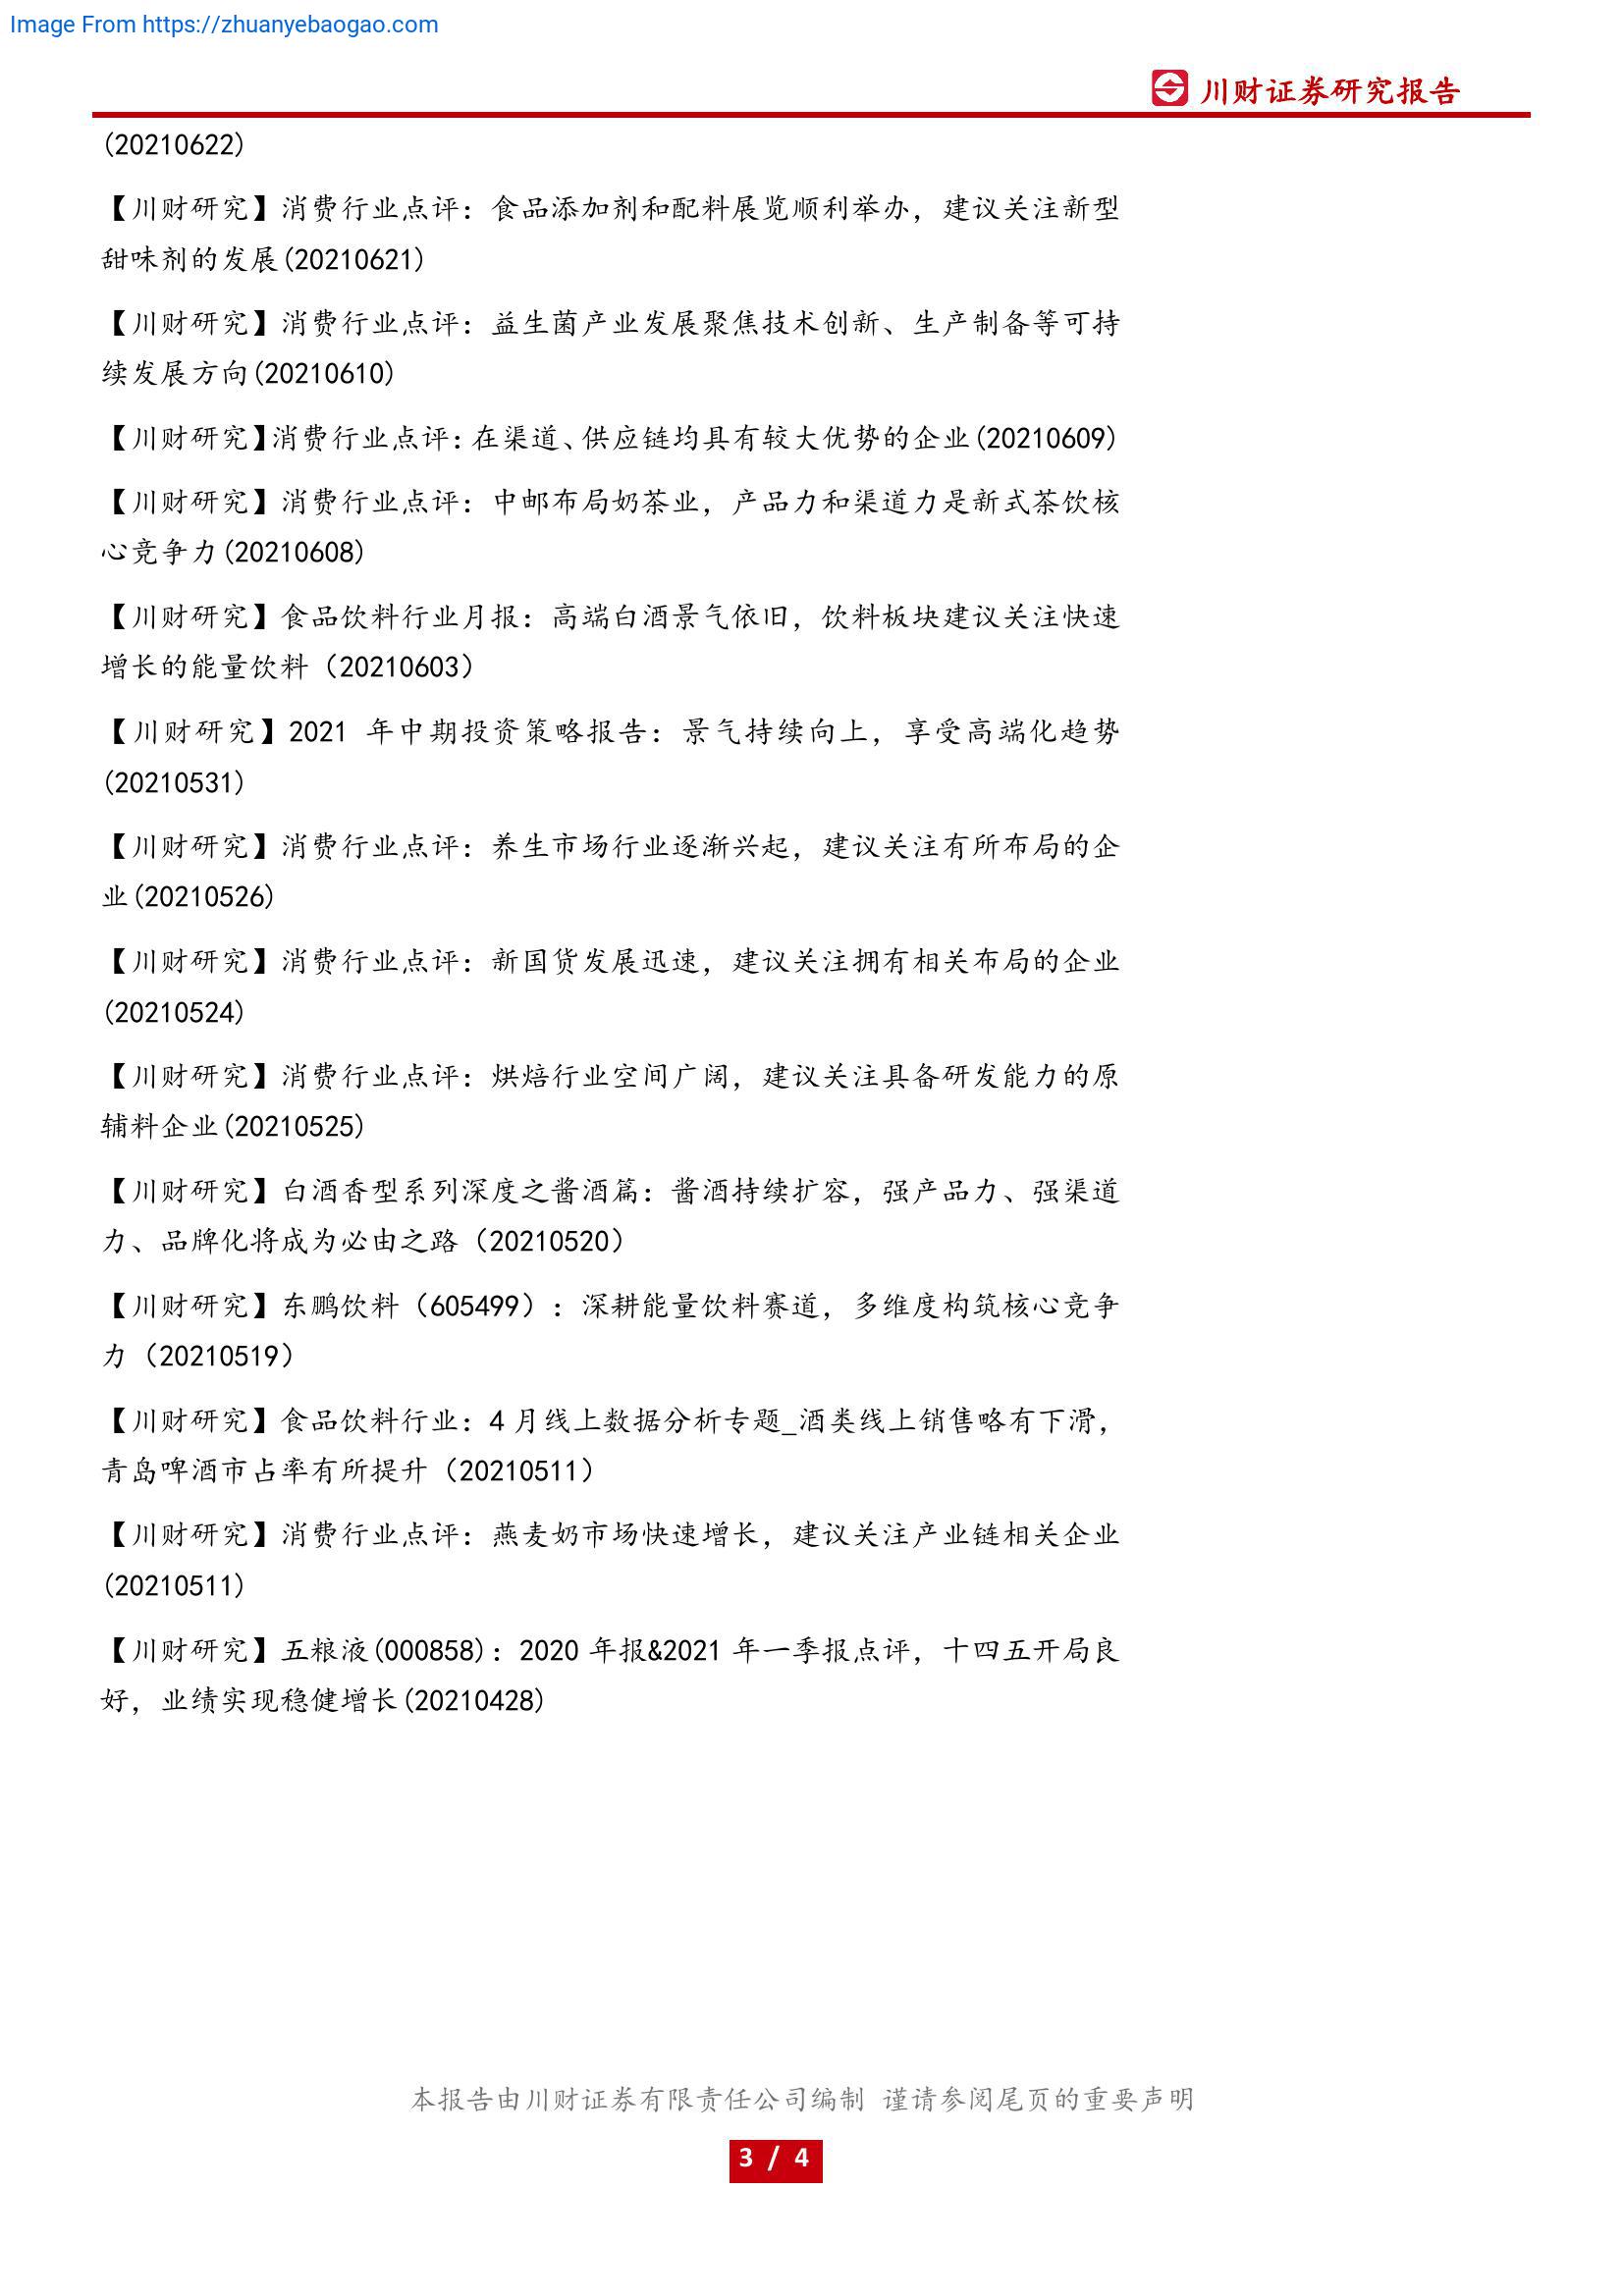 Image From https://zhuanyebaogao.com
川财证券研究报告
(20210622)
【川财研究】消费行业点评：食品添加剂和配料展览顺利举办，建议关注新型
甜味剂的发展(20210621)
【川财研究】消费行业点评：益生菌产业发展聚焦技术创新、生产制备等可持
续发展方向(20210610)
【川财研究】消费行业点评：在渠道、供应链均具有较大优势的企业(20210609)
【川财研究】消费行业点评：中邮布局奶茶业，产品力和渠道力是新式茶饮核
心竞争力(20210608)
【川财研究】食品饮料行业月报：高端白酒景气依旧，饮料板块建议关注快速
增长的能量饮料（20210603）
【川财研究】2021 年中期投资策略报告：景气持续向上，享受高端化趋势
(20210531)
【川财研究】消费行业点评：养生市场行业逐渐兴起，建议关注有所布局的企
业(20210526)
【川财研究】消费行业点评：新国货发展迅速，建议关注拥有相关布局的企业
(20210524)
【川财研究】消费行业点评：烘焙行业空间广阔，建议关注具备研发能力的原
辅料企业(20210525)
【川财研究】白酒香型系列深度之酱酒篇：酱酒持续扩容，强产品力、强渠道
力、品牌化将成为必由之路（20210520）
【川财研究】东鹏饮料（605499）：深耕能量饮料赛道，多维度构筑核心竞争
力（20210519）
【川财研究】食品饮料行业：4 月线上数据分析专题_酒类线上销售略有下滑，
青岛啤酒市占率有所提升（20210511）
【川财研究】消费行业点评：燕麦奶市场快速增长，建议关注产业链相关企业
(20210511)
【川财研究】五粮液(000858)：2020 年报&2021 年一季报点评，十四五开局良
好，业绩实现稳健增长(20210428)
本报告由川财证券有限责任公司编制 谨请参阅尾页的重要声明
3 / 4